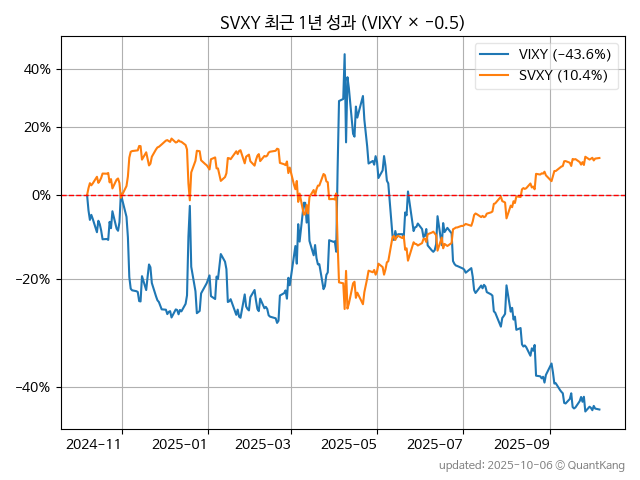 SVXY 최근 1년 성과 (VIXY × −0.5)
VIXY (−43.6%)
SVXY (10.4%)
40%
20%
0%
−20%
−40%
2024-11
2025-01
2025-03
2025-05
2025-07
2025-09
updated: 2025-10-06 © QuantKang